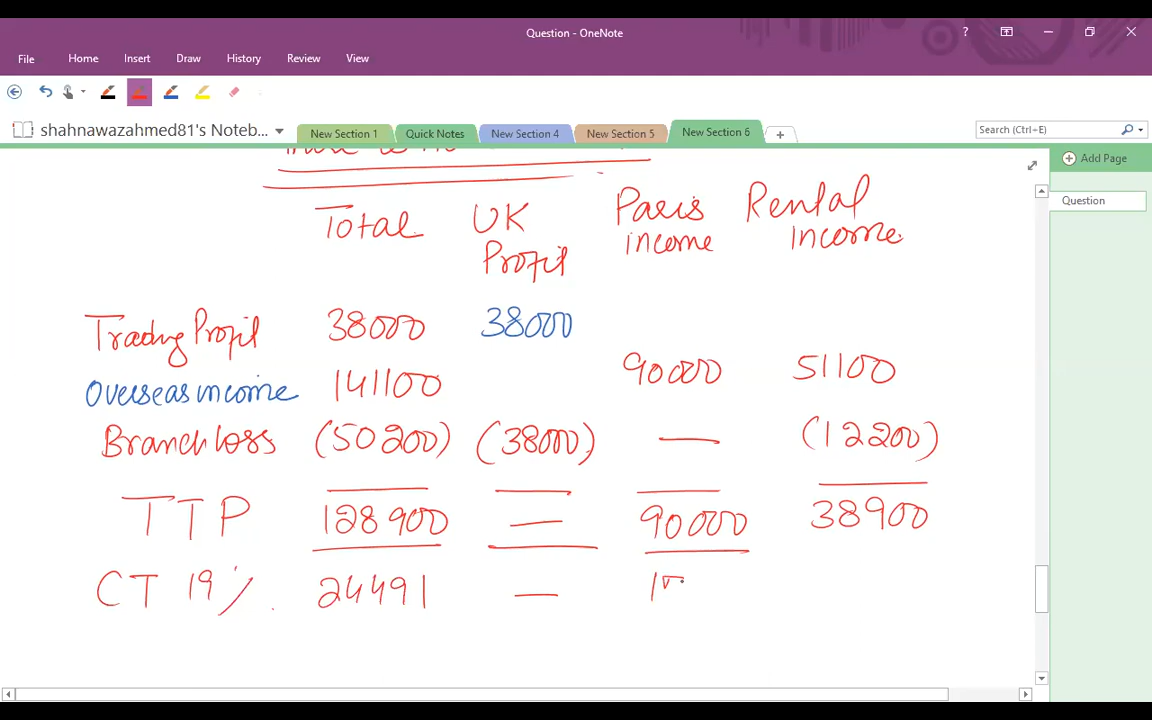 Question - OneNote
?
File Home Insert Draw History Review View
shahnawazahmed81's Noteb...
New Section 1 Quick Notes New Section 4 New Section 5 New Section 6 +
Search (Ctrl+E)
Add Page
Question
Total UK Profit Paris income Rental Income
Trading Profit 38000 38000
Overseas income 141100 90000 51100
Branch loss (50200) (38000) — (12200)
TTP 128900 — 90000 38900
CT 19% 24491 — 1